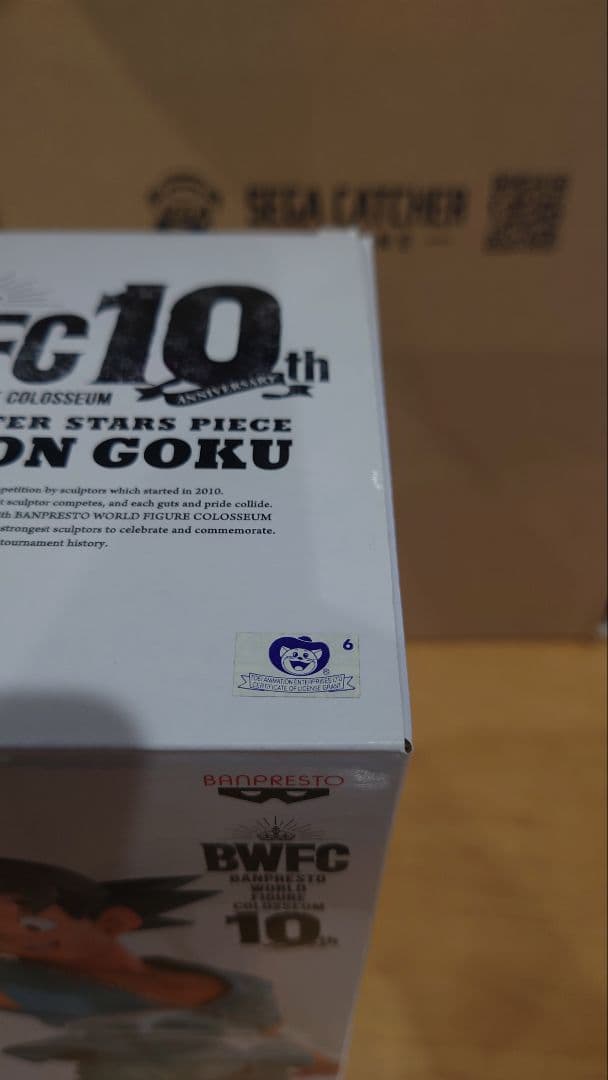 SEGA CATCHER
FC 10th
ANNIVERSARY
COLOSSEUM
TER STARS PIECE
ON GOKU
petition by sculptors which started in 2010.
t sculptor competes, and each guts and pride collide.
th BANPRESTO WORLD FIGURE COLOSSEUM
strongest sculptors to celebrate and commemorate.
tournament history.
6
®
TOEI ANIMATION ENTERPRISES LTD
CERTIFICATE OF LICENSE GRANT
BANPRESTO
BWFC
BANPRESTO
WORLD
FIGURE
COLOSSEUM
10th